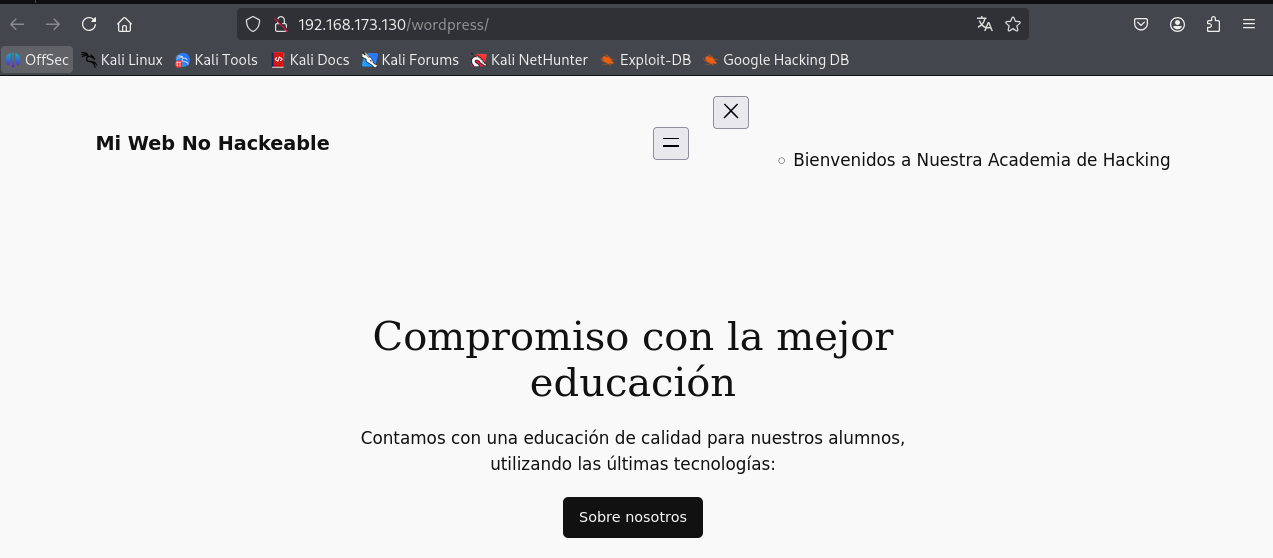 192.168.173.130/wordpress/
OffSec Kali Linux Kali Tools Kali Docs Kali Forums Kali NetHunter Exploit-DB Google Hacking DB
Mi Web No Hackeable
Bienvenidos a Nuestra Academia de Hacking
Compromiso con la mejor
educación
Contamos con una educación de calidad para nuestros alumnos,
utilizando las últimas tecnologías:
Sobre nosotros